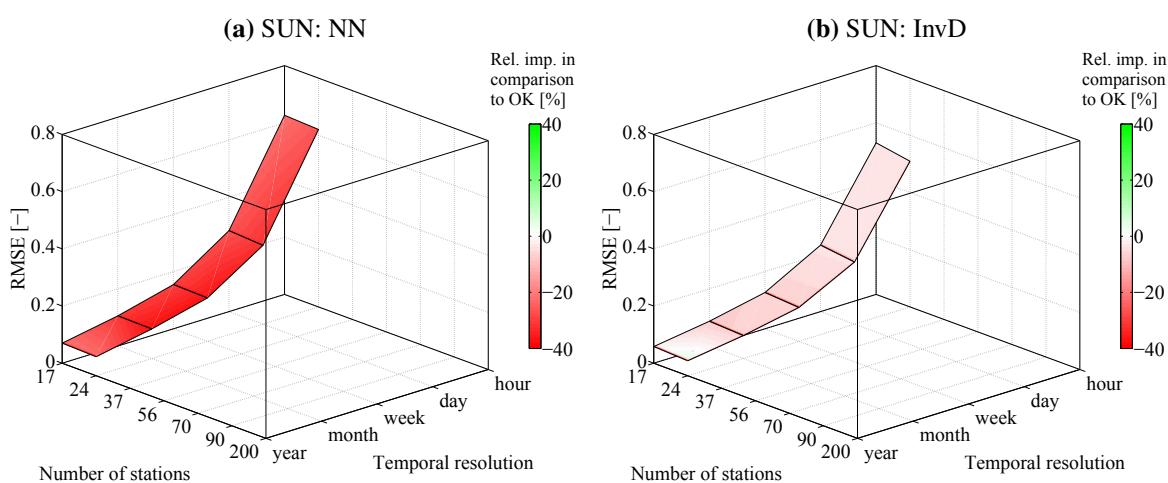 (a) SUN: NN
Rel. imp. in
comparison
to OK [%]
40
20
0
−20
−40
0.8
0.6
0.4
0.2
0
RMSE [−]
17
24
37
56
70
90
200
Number of stations
year
month
week
day
hour
Temporal resolution
(b) SUN: InvD
Rel. imp. in
comparison
to OK [%]
40
20
0
−20
−40
0.8
0.6
0.4
0.2
0
RMSE [−]
17
24
37
56
70
90
200
Number of stations
year
month
week
day
hour
Temporal resolution